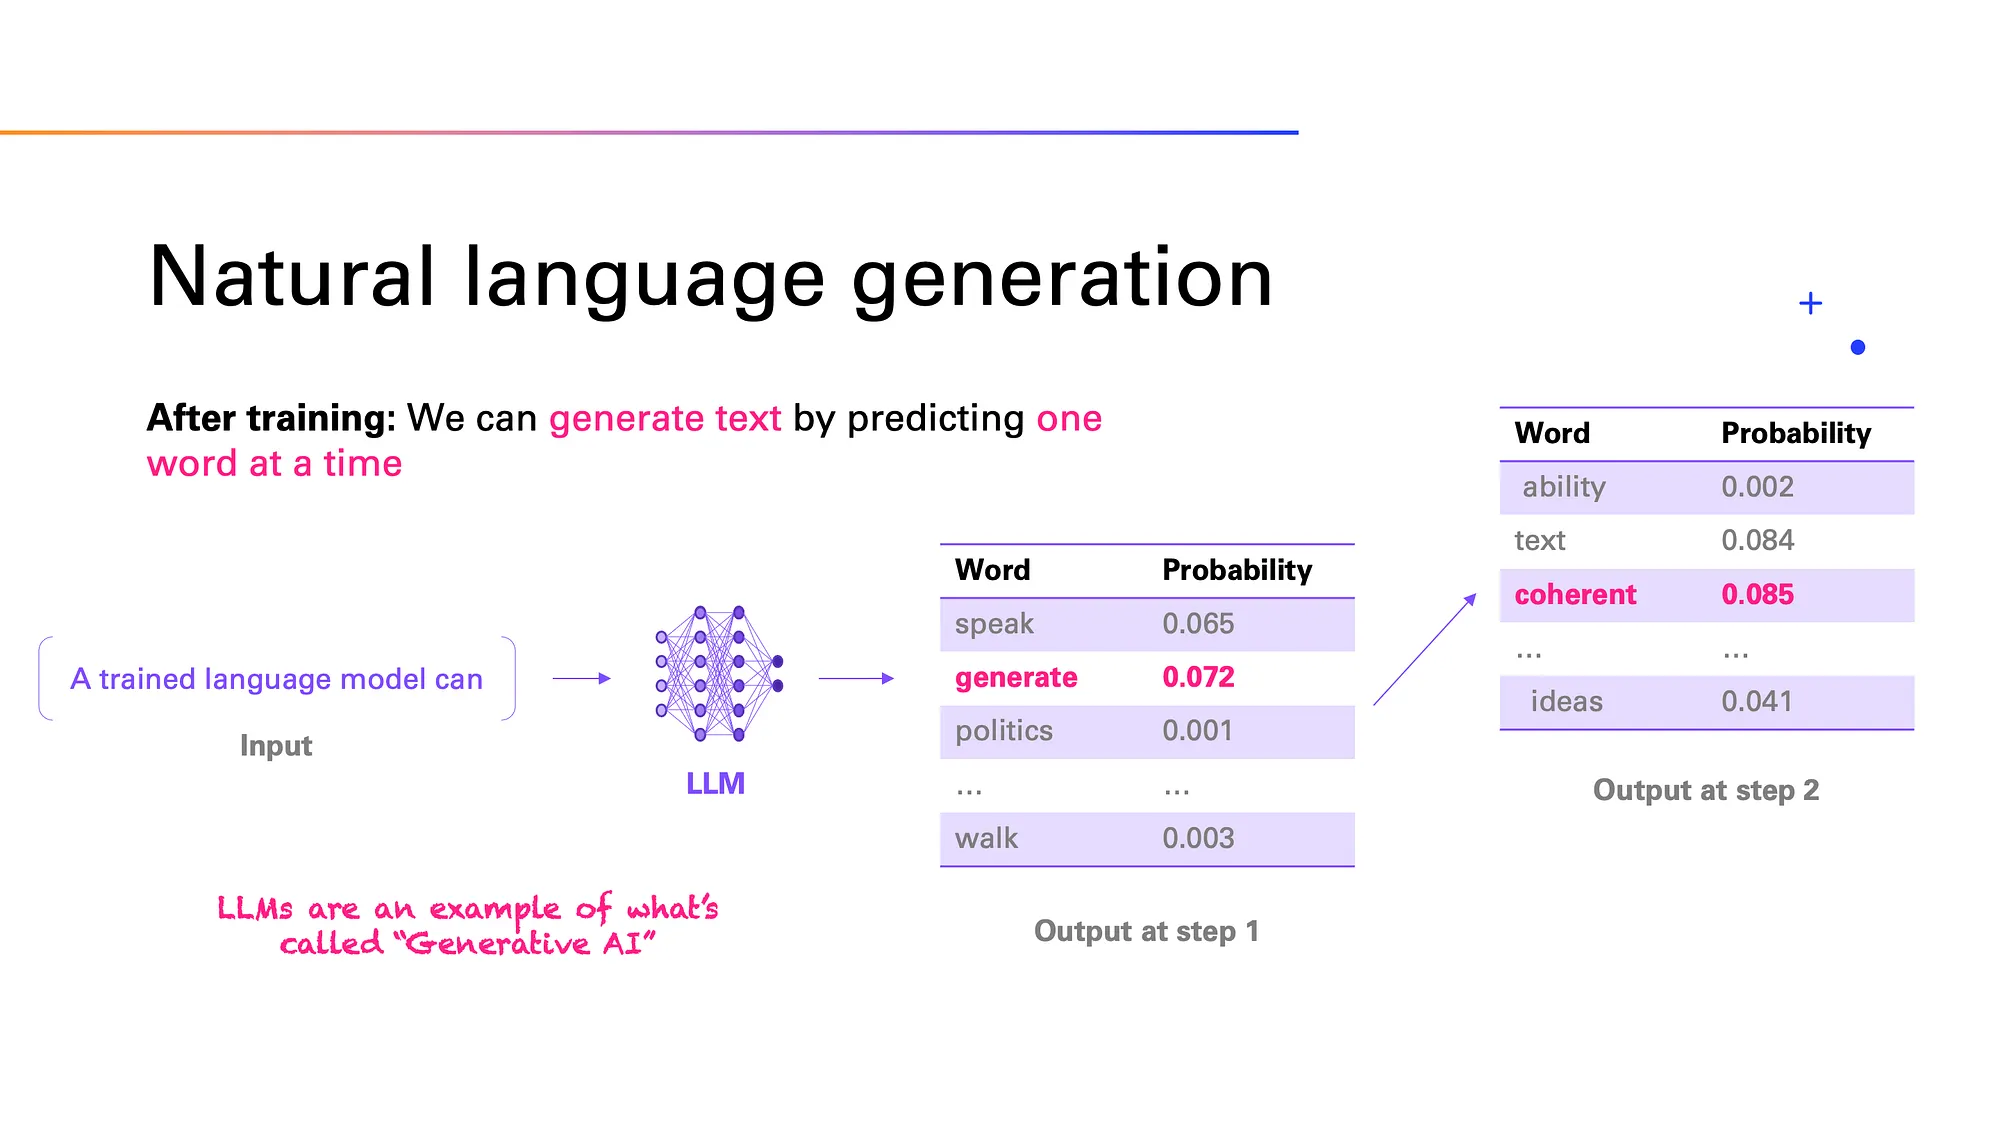 Natural language generation
After training: We can generate text by predicting one
word at a time
A trained language model can
Input
LLM
LLMs are an example of what's
called “Generative AI”
Word Probability
speak 0.065
generate 0.072
politics 0.001
... ...
walk 0.003
Output at step 1
Word Probability
ability 0.002
text 0.084
coherent 0.085
... ...
ideas 0.041
Output at step 2